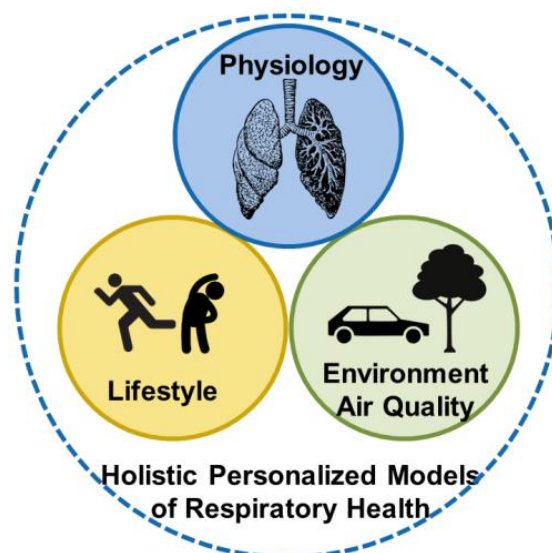 Physiology
Lifestyle
Environment
Air Quality
Holistic Personalized Models
of Respiratory Health